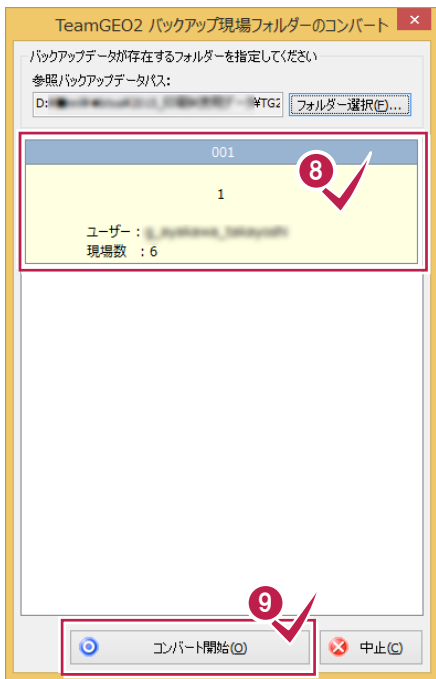 TeamGEO2 バックアップ現場フォルダーのコンバート
バックアップデータが存在するフォルダーを指定してください
参照バックアップデータパス:
D: ¥TG2 フォルダー選択(F)...
001
8
1
ユーザー:
現場数 :6
9
コンバート開始(O) 中止(C)